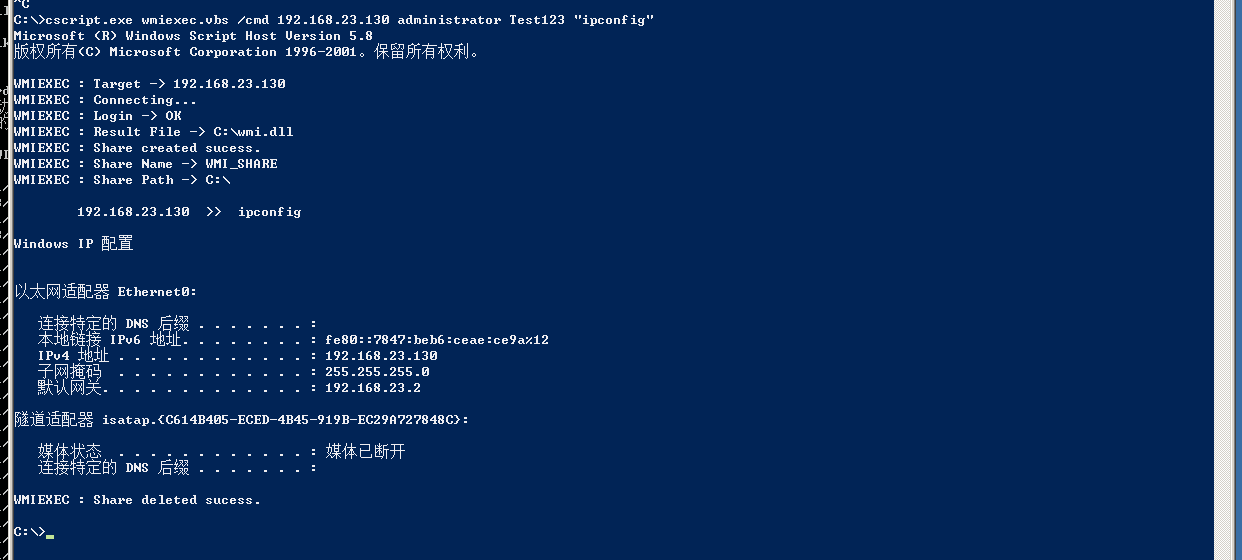 ^C
C:\>cscript.exe wmiexec.vbs /cmd 192.168.23.130 administrator Test123 "ipconfig"
Microsoft (R) Windows Script Host Version 5.8
版权所有(C) Microsoft Corporation 1996-2001。保留所有权利。
WMIEXEC : Target -> 192.168.23.130
WMIEXEC : Connecting...
WMIEXEC : Login -> OK
WMIEXEC : Result File -> C:\wmi.dll
WMIEXEC : Share created sucess.
WMIEXEC : Share Name -> WMI_SHARE
WMIEXEC : Share Path -> C:\
192.168.23.130 >> ipconfig
Windows IP 配置
以太网适配器 Ethernet0:
连接特定的 DNS 后缀 . . . . . . . :
本地链接 IPv6 地址. . . . . . . . : fe80::7847:beb6:ceae:ce9a%12
IPv4 地址 . . . . . . . . . . . . : 192.168.23.130
子网掩码 . . . . . . . . . . . . : 255.255.255.0
默认网关. . . . . . . . . . . . . : 192.168.23.2
隧道适配器 isatap.{C614B405-ECED-4B45-919B-EC29A727848C}:
媒体状态 . . . . . . . . . . . . : 媒体已断开
连接特定的 DNS 后缀 . . . . . . . :
WMIEXEC : Share deleted sucess.
C:\>